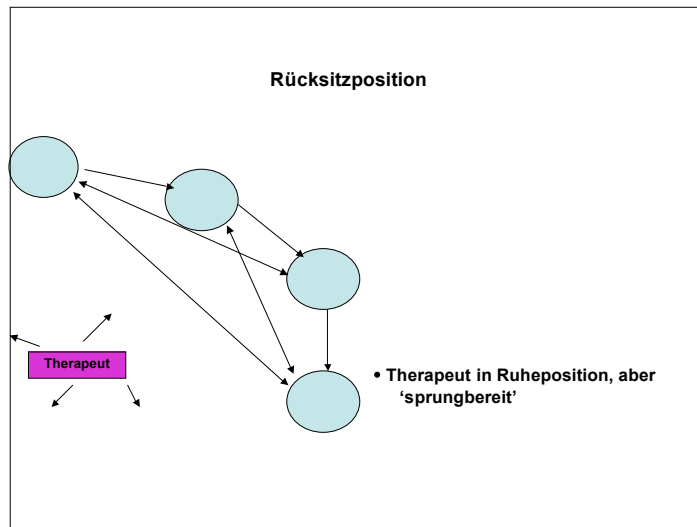 Rücksitzposition
Therapeut
• Therapeut in Ruheposition, aber
‘sprungbereit’